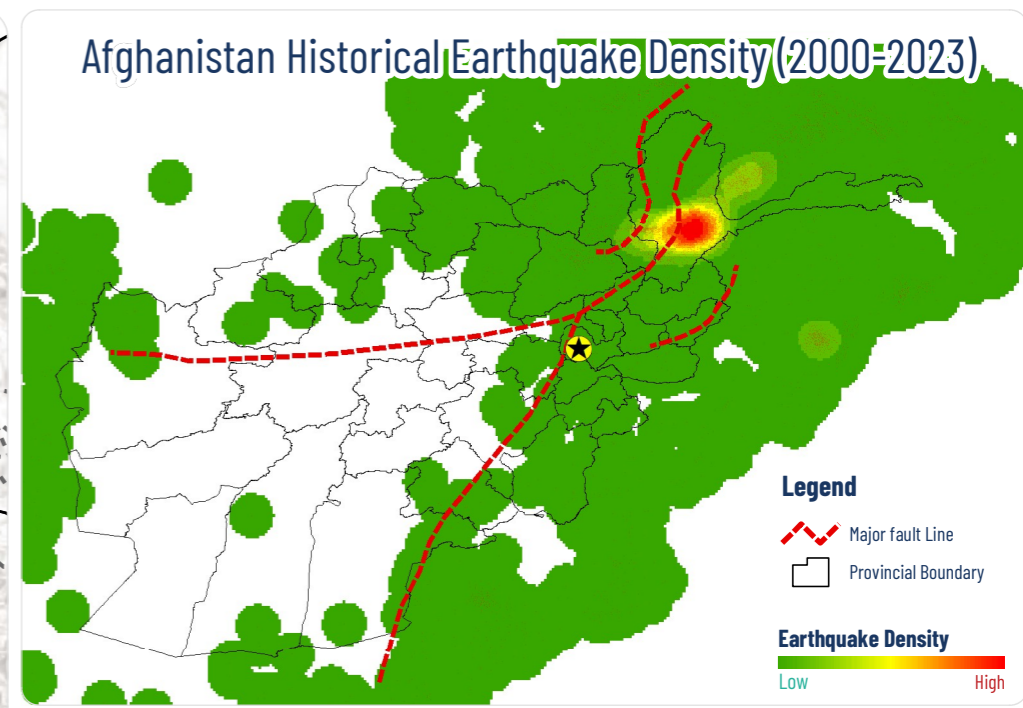 Afghanistan Historical Earthquake Density (2000=2023)
Legend
Major fault Line
Provincial Boundary
Earthquake Density
Low High